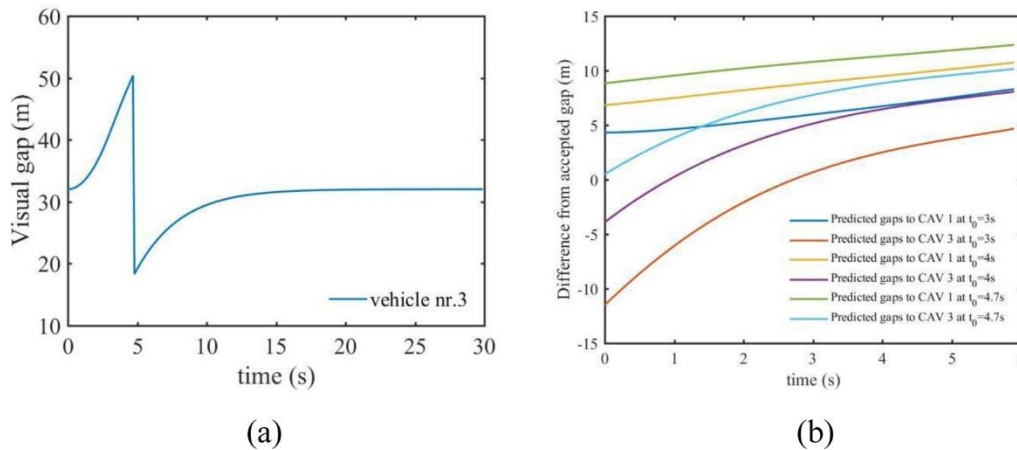 60
50
40
30
20
10
Visual gap (m)
vehicle nr.3
0 5 10 15 20 25 30
time (s)
(a)
15
10
5
0
-5
-10
-15
Difference from accepted gap (m)
Predicted gaps to CAV 1 at t0=3s
Predicted gaps to CAV 3 at t0=3s
Predicted gaps to CAV 1 at t0=4s
Predicted gaps to CAV 3 at t0=4s
Predicted gaps to CAV 1 at t0=4.7s
Predicted gaps to CAV 3 at t0=4.7s
0 1 2 3 4 5
time (s)
(b)